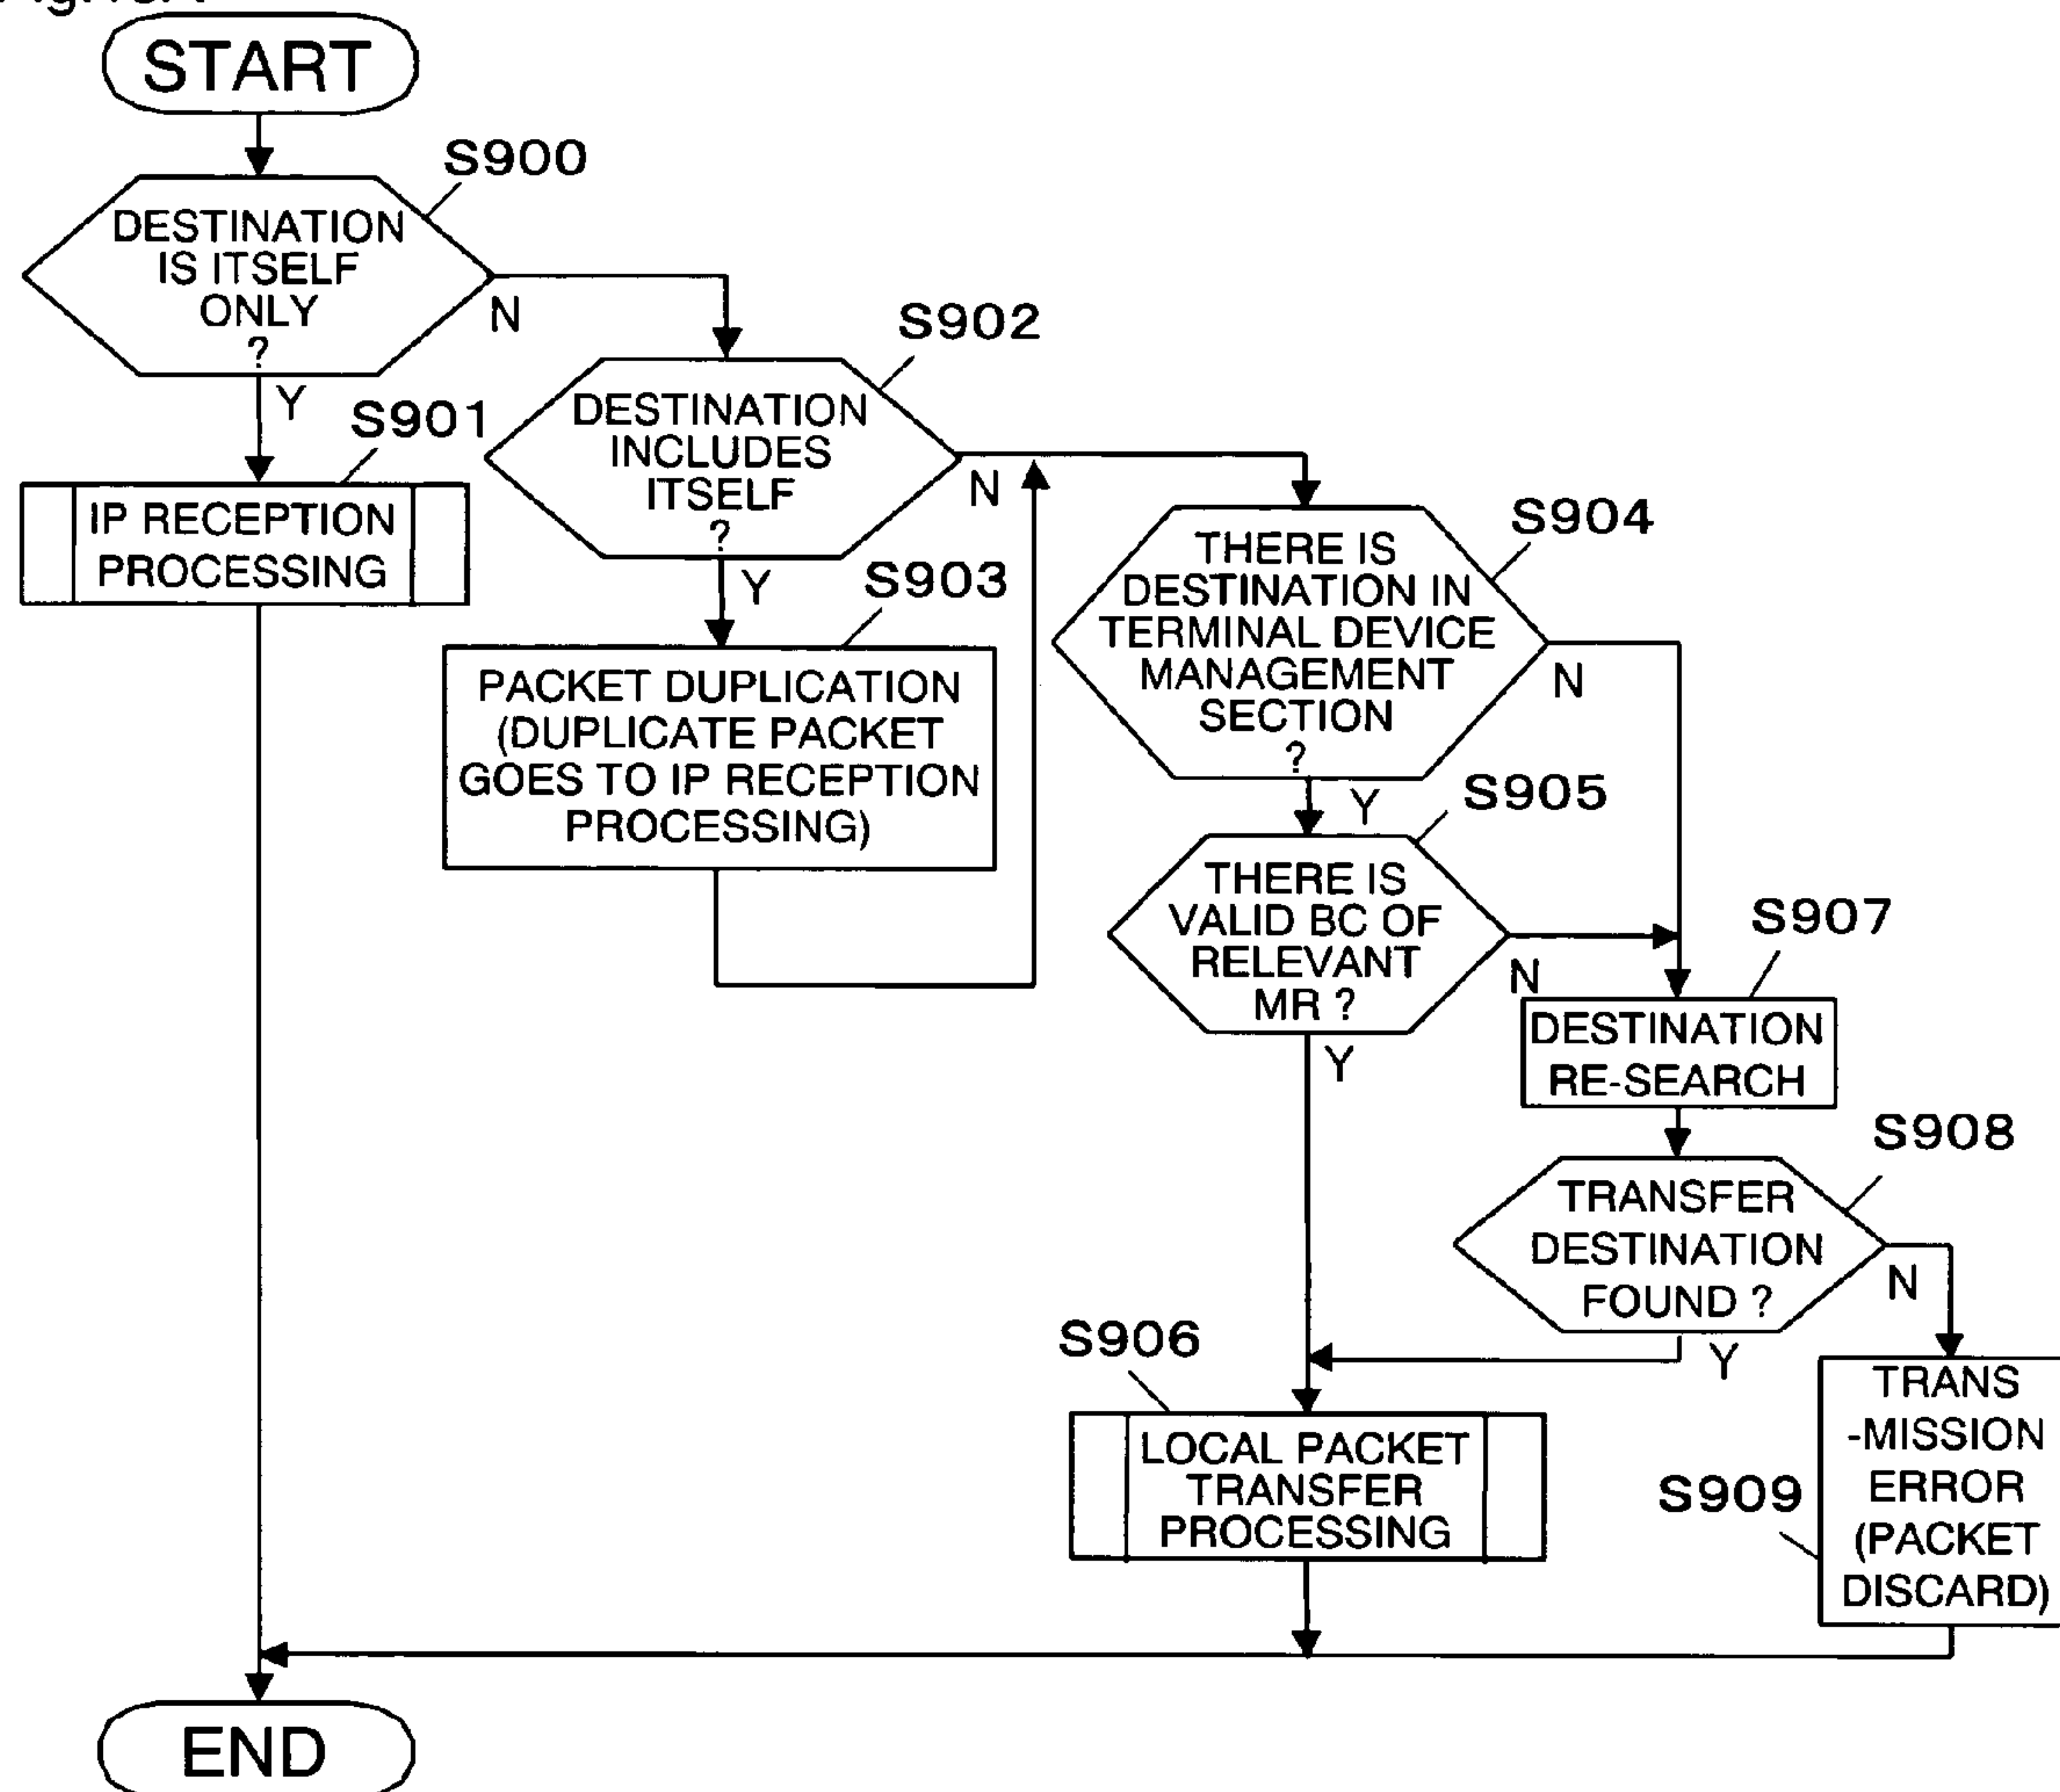 START
S900
DESTINATION
IS ITSELF
ONLY
?
N
Y
S901
IP RECEPTION
PROCESSING
S902
DESTINATION
INCLUDES
ITSELF
?
N
Y
S903
PACKET DUPLICATION
(DUPLICATE PACKET
GOES TO IP RECEPTION
PROCESSING)
S904
THERE IS
DESTINATION IN
TERMINAL DEVICE
MANAGEMENT
SECTION
?
N
Y
S905
THERE IS
VALID BC OF
RELEVANT
MR ?
N
Y
S907
DESTINATION
RE-SEARCH
S908
TRANSFER
DESTINATION
FOUND ?
N
Y
S906
LOCAL PACKET
TRANSFER
PROCESSING
S909
TRANS
-MISSION
ERROR
(PACKET
DISCARD)
END